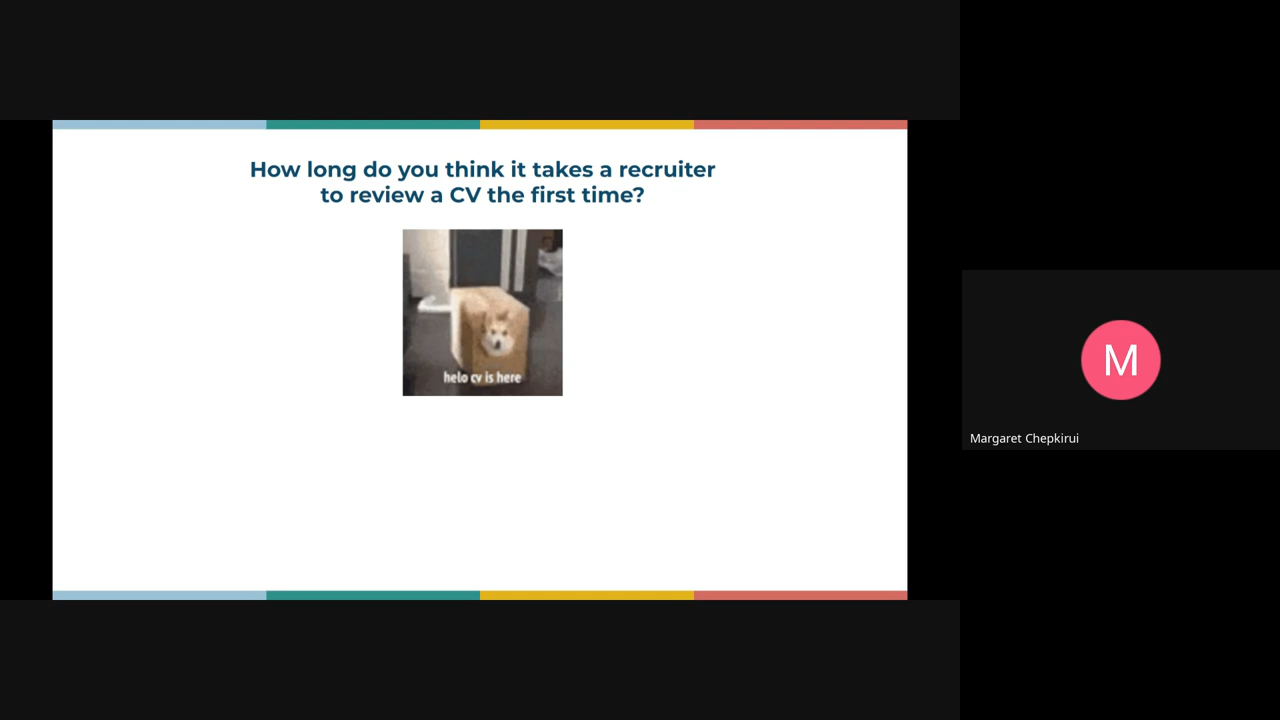 How long do you think it takes a recruiter
to review a CV the first time?
helo cv is here
M
Margaret Chepkirui